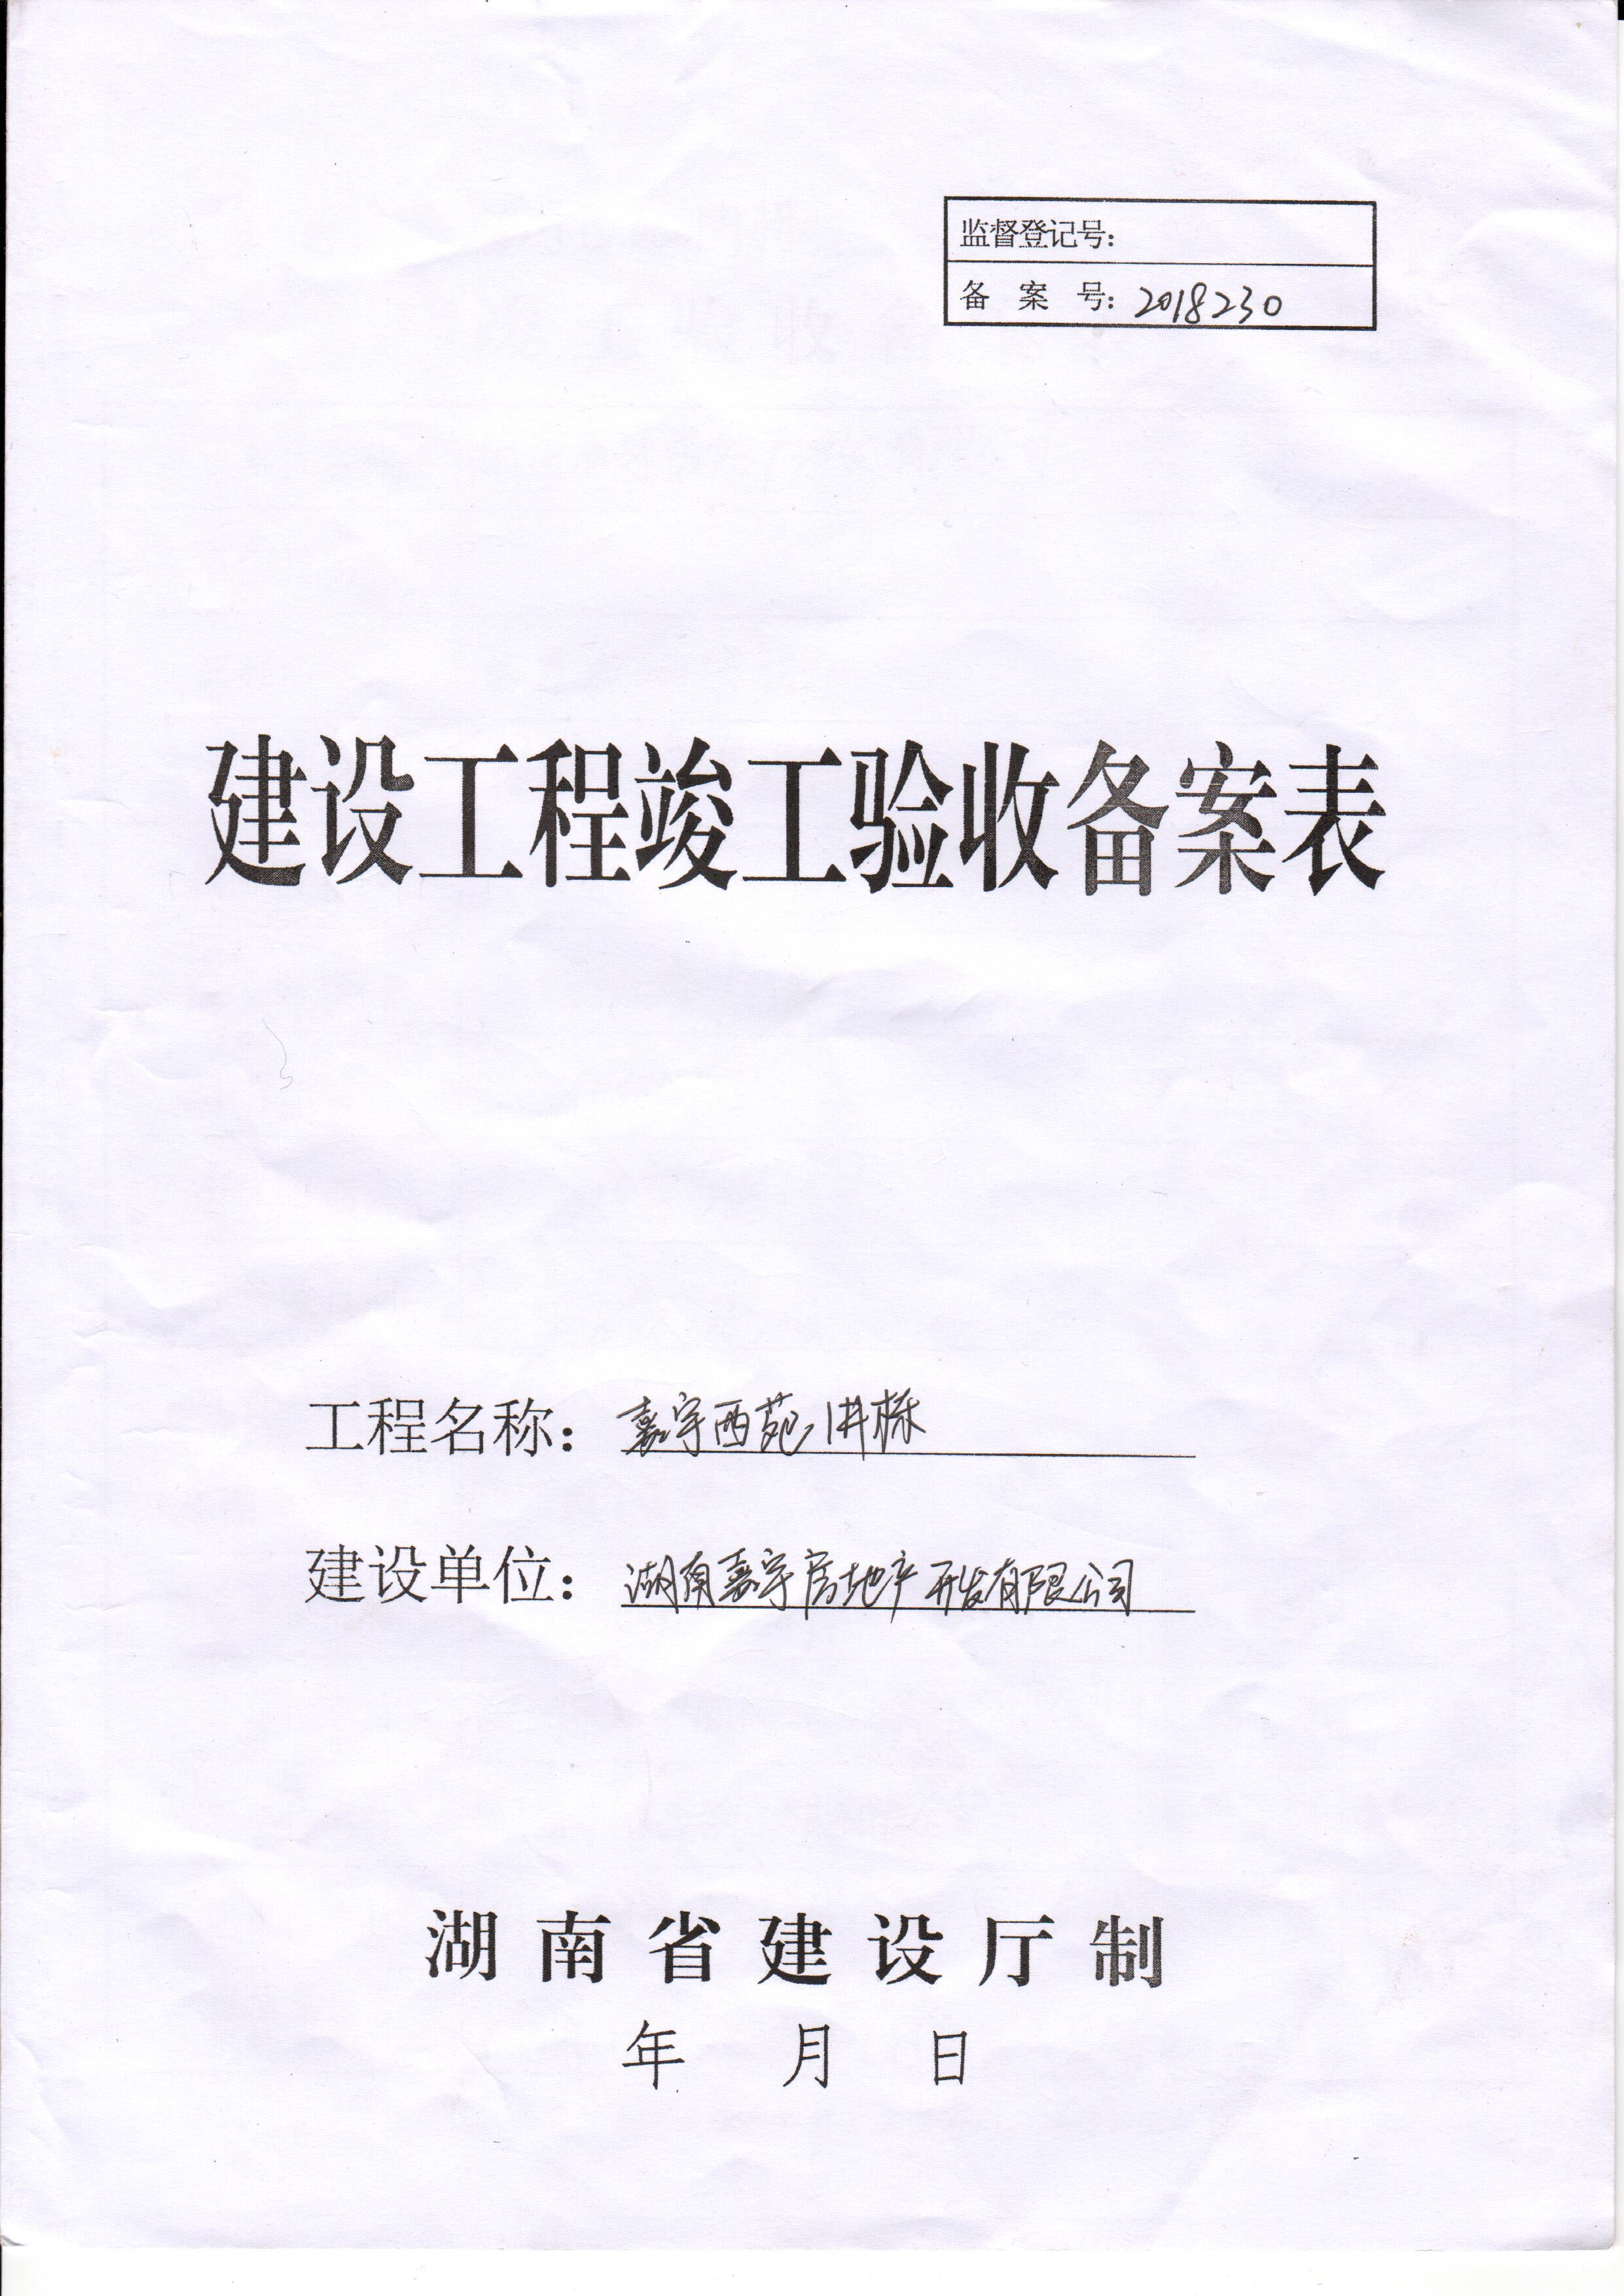 监督登记号：
备 案 号：2018230
建设工程竣工验收备案表
工程名称：嘉宇西苑1#栋
建设单位：湖南嘉宇房地产开发有限公司
湖南省建设厅制
年 月 日